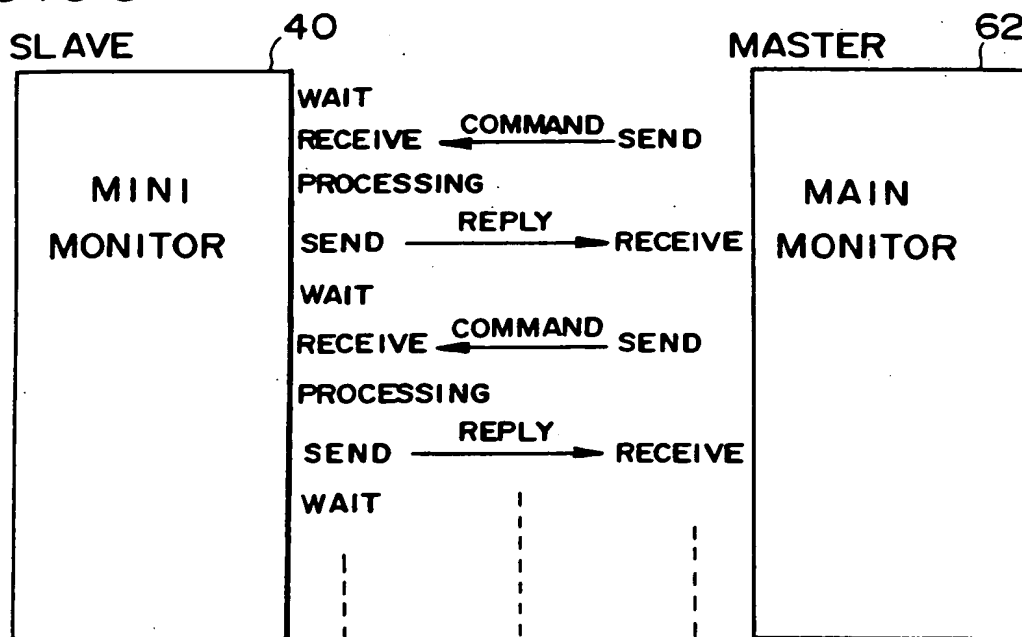 SLAVE 40 MASTER 62
WAIT
RECEIVE COMMAND SEND
MINI PROCESSING MAIN
MONITOR SEND REPLY RECEIVE MONITOR
WAIT
RECEIVE COMMAND SEND
PROCESSING
SEND REPLY RECEIVE
WAIT